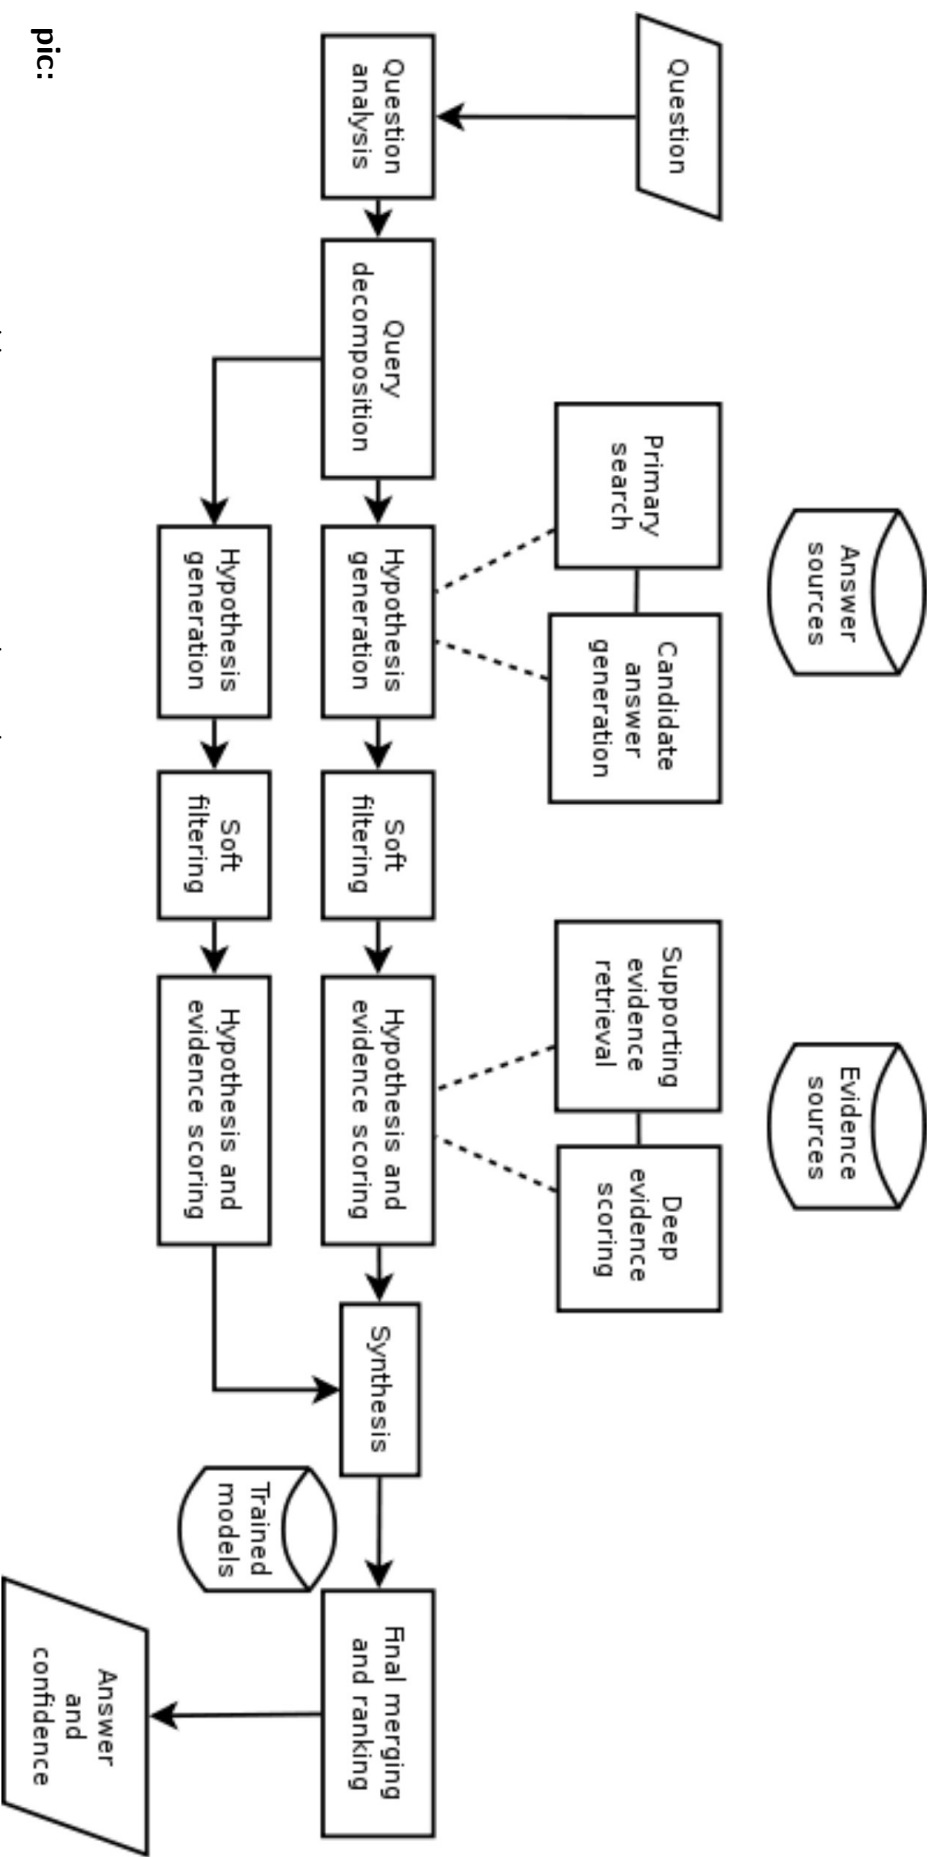 Answer
sources
Evidence
sources
Question
Primary
search
Candidate
answer
generation
Supporting
evidence
retrieval
Deep
evidence
scoring
Question
analysis
Query
decomposition
Hypothesis
generation
Soft
filtering
Hypothesis and
evidence scoring
Synthesis
Final merging
and ranking
Hypothesis
generation
Soft
filtering
Hypothesis and
evidence scoring
Trained
models
Answer
and
confidence
pic: